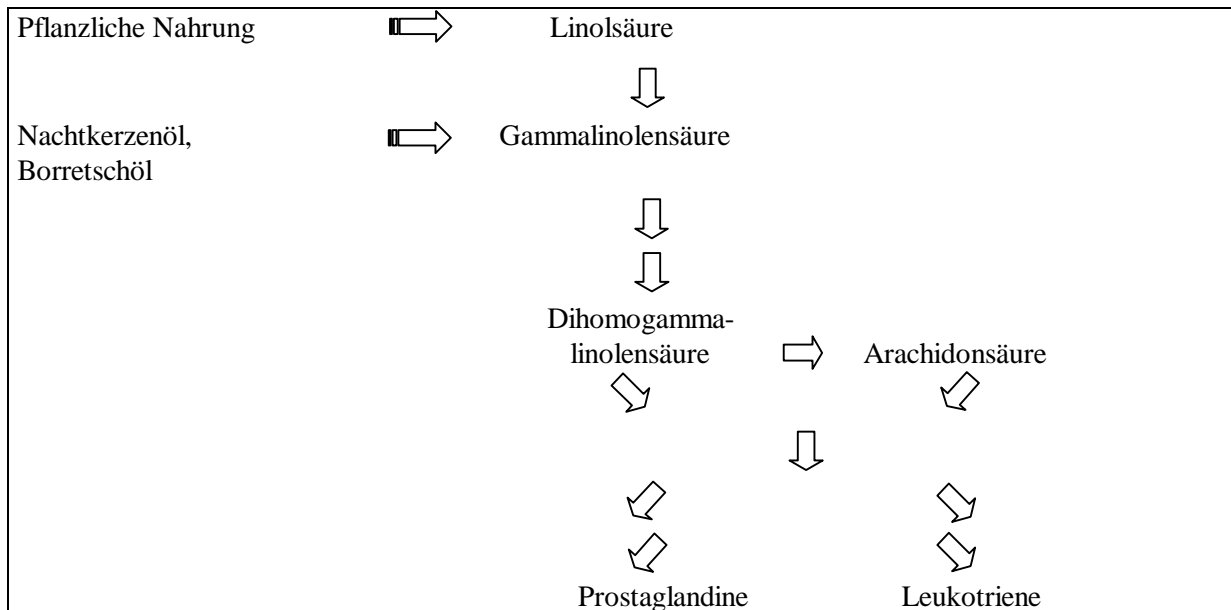 Pflanzliche Nahrung Linolsäure
Nachtkerzenöl, Gammalinolensäure
Borretschöl
Dihomogamma-
linolensäure Arachidonsäure
Prostaglandine Leukotriene